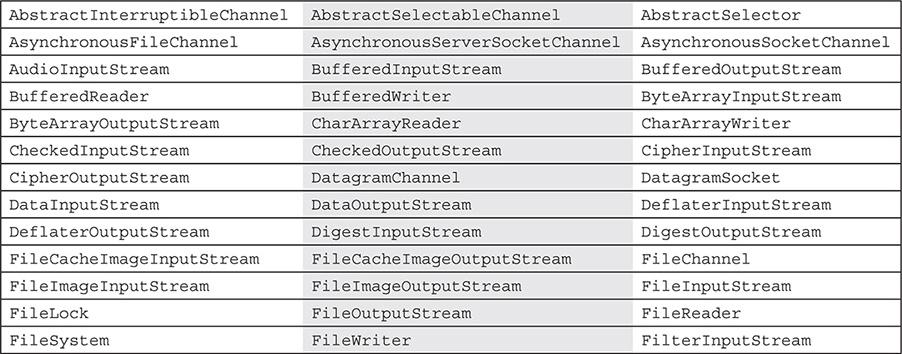 AbstractInterruptibleChannel AbstractSelectableChannel AbstractSelector
AsynchronousFileChannel AsynchronousServerSocketChannel AsynchronousSocketChannel
AudioInputStream BufferedInputStream BufferedOutputStream
BufferedReader BufferedWriter ByteArrayInputStream
ByteArrayOutputStream CharArrayReader CharArrayWriter
CheckedInputStream CheckedOutputStream CipherInputStream
CipherOutputStream DatagramChannel DatagramSocket
DataInputStream DataOutputStream DeflaterInputStream
DeflaterOutputStream DigestInputStream DigestOutputStream
FileCacheImageInputStream FileCacheImageOutputStream FileChannel
FileImageInputStream FileImageOutputStream FileInputStream
FileLock FileOutputStream FileReader
FileSystem FileWriter FilterInputStream